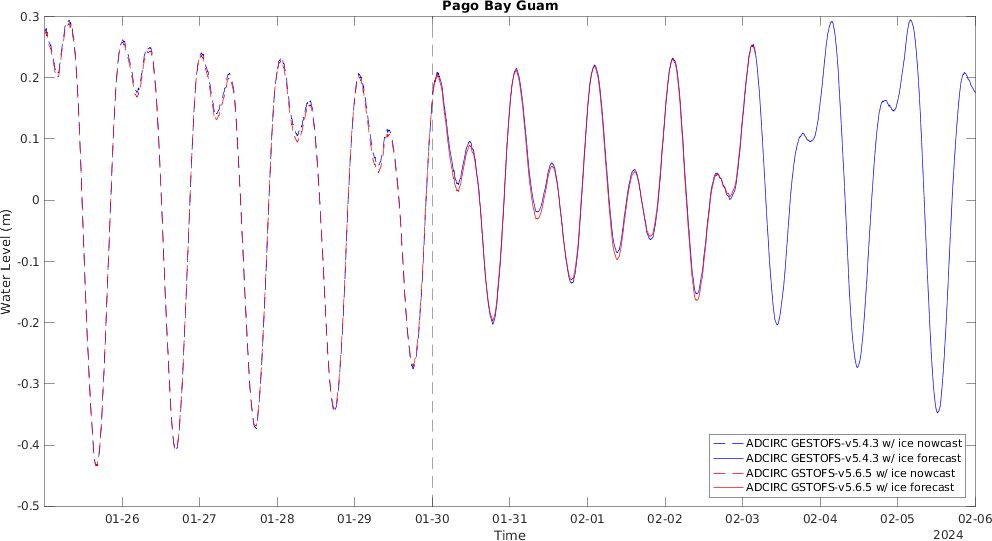 Pago Bay Guam
0.3
0.2
0.1
0
-0.1
-0.2
-0.3
-0.4
-0.5
Water Level (m)
01-26 01-27 01-28 01-29 01-30 01-31 02-01 02-02 02-03 02-04 02-05 02-06
Time
2024
ADCIRC GESTOFS-v5.4.3 w/ ice nowcast
ADCIRC GESTOFS-v5.4.3 w/ ice forecast
ADCIRC GSTOFS-v5.6.5 w/ ice nowcast
ADCIRC GSTOFS-v5.6.5 w/ ice forecast